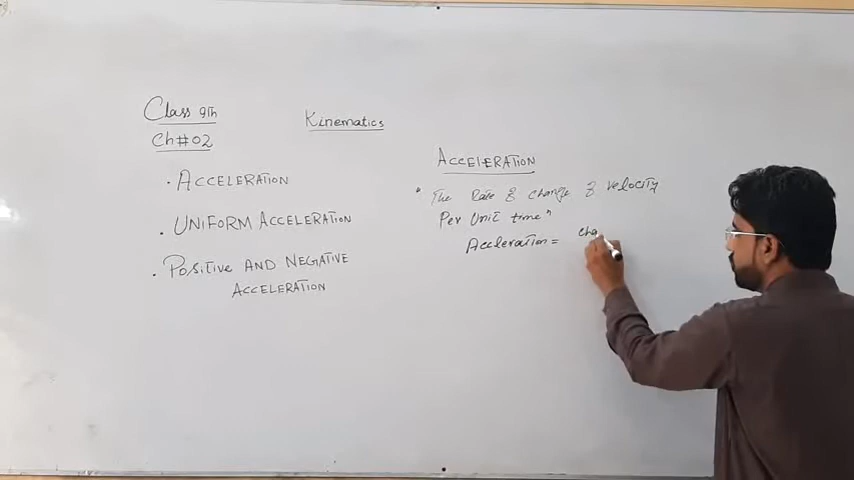 Class 9th
Ch#02
Kinematics
• ACCELERATION
• UNIFORM ACCELERATION
• POSITIVE AND NEGATIVE
ACCELERATION
ACCELERATION
" The Rate of change of velocity
Per Unit time"
Acceleration = cha